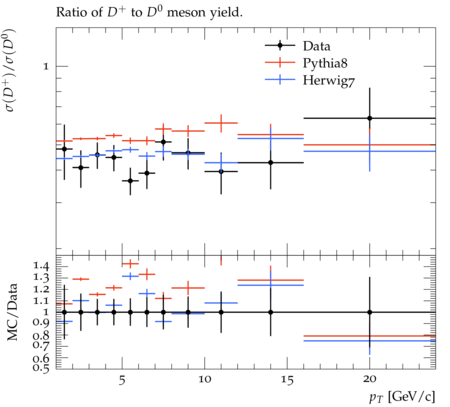 Ratio of D⁺ to D⁰ meson yield.
σ(D⁺)/σ(D⁰)
1
Data
Pythia8
Herwig7
MC/Data
1.4
1.3
1.2
1.1
1
0.9
0.8
0.7
0.6
0.5
5 10 15 20
p_T [GeV/c]